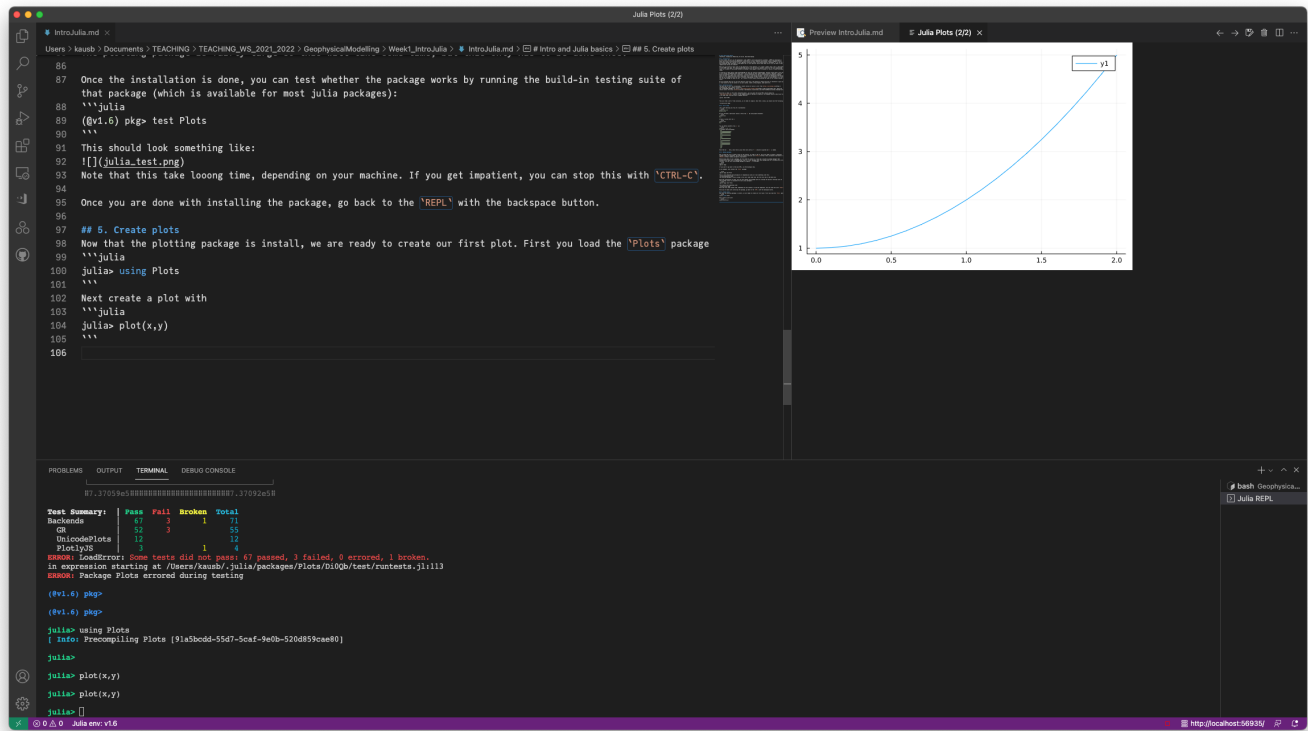 Julia Plots (2/2)
IntroJulia.md ×
Preview IntroJulia.md
Julia Plots (2/2) ×
Users > kausb > Documents > TEACHING > TEACHING_WS_2021_2022 > GeophysicalModelling > Week1_IntroJulia > IntroJulia.md > # Intro and Julia basics > ## 5. Create plots
86
87 Once the installation is done, you can test whether the package works by running the build-in testing suite of
that package (which is available for most julia packages):
88 ```julia
89 (@v1.6) pkg> test Plots
90 ```
91 This should look something like:
92 ![](julia_test.png)
93 Note that this take looong time, depending on your machine. If you get impatient, you can stop this with `CTRL-C`.
94
95 Once you are done with installing the package, go back to the `REPL` with the backspace button.
96
97 ## 5. Create plots
98 Now that the plotting package is install, we are ready to create our first plot. First you load the `Plots` package
99 ```julia
100 julia> using Plots
101 ```
102 Next create a plot with
103 ```julia
104 julia> plot(x,y)
105 ```
106
y1
5
4
3
2
1
0.0 0.5 1.0 1.5 2.0
PROBLEMS OUTPUT TERMINAL DEBUG CONSOLE
bash Geophysica...
Julia REPL
Test Summary: | Pass Fail Broken Total
Backends | 67 3 1 71
GR | 52 3 55
UnicodePlots | 12 12
PlotlyJS | 3 1 4
ERROR: LoadError: Some tests did not pass: 67 passed, 3 failed, 0 errored, 1 broken.
in expression starting at /Users/kausb/.julia/packages/Plots/Di0Qb/test/runtests.jl:113
ERROR: Package Plots errored during testing
(@v1.6) pkg>
(@v1.6) pkg>
julia> using Plots
[ Info: Precompiling Plots [91a5bcdd-55d7-5caf-9e0b-520d859cae80]
julia>
julia> plot(x,y)
julia> plot(x,y)
julia>
0 0 Julia env: v1.6
http://localhost:56935/